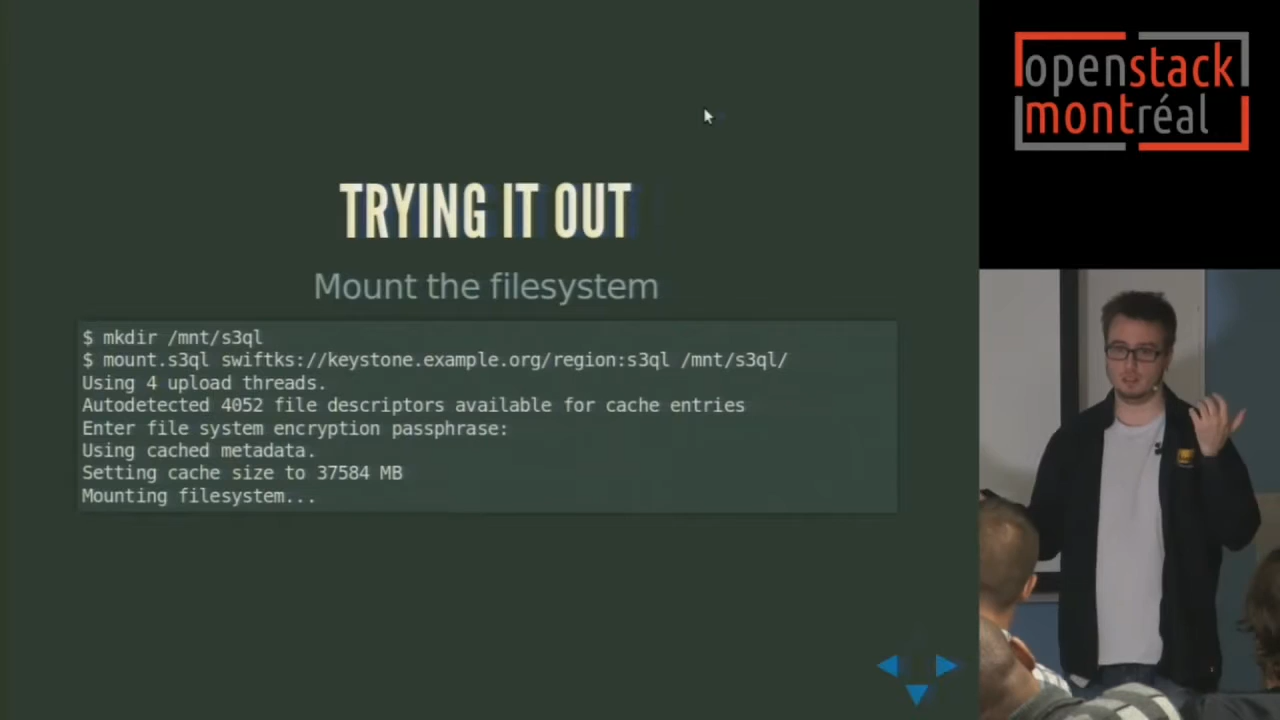 TRYING IT OUT
Mount the filesystem
$ mkdir /mnt/s3ql
$ mount.s3ql swiftks://keystone.example.org/region:s3ql /mnt/s3ql/
Using 4 upload threads.
Autodetected 4052 file descriptors available for cache entries
Enter file system encryption passphrase:
Using cached metadata.
Setting cache size to 37584 MB
Mounting filesystem...
openstack
montréal